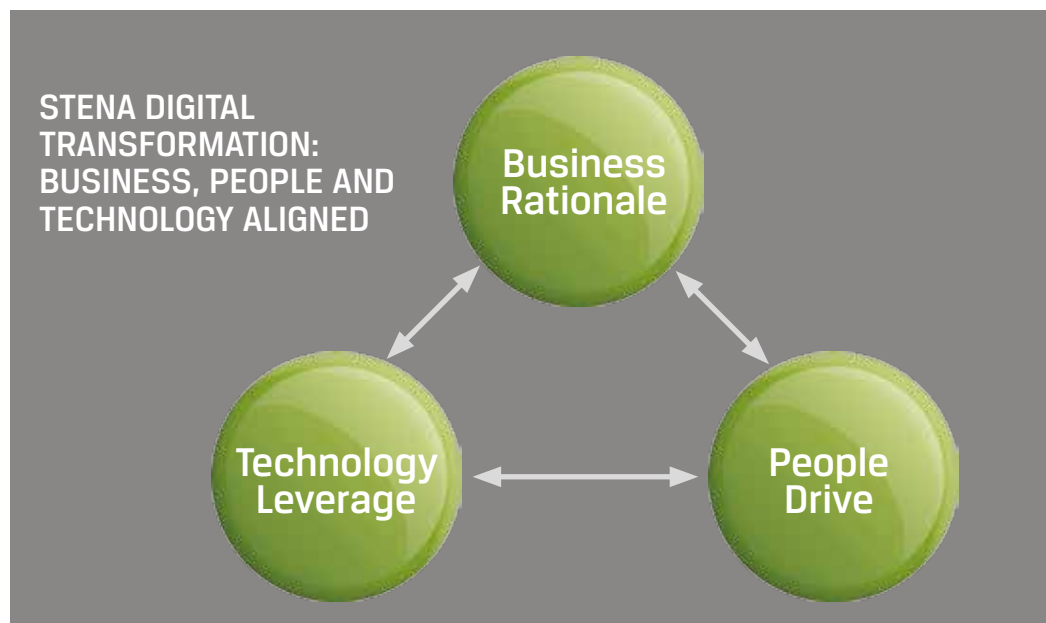 STENA DIGITAL
TRANSFORMATION:
BUSINESS, PEOPLE AND
TECHNOLOGY ALIGNED
Business
Rationale
Technology
Leverage
People
Drive